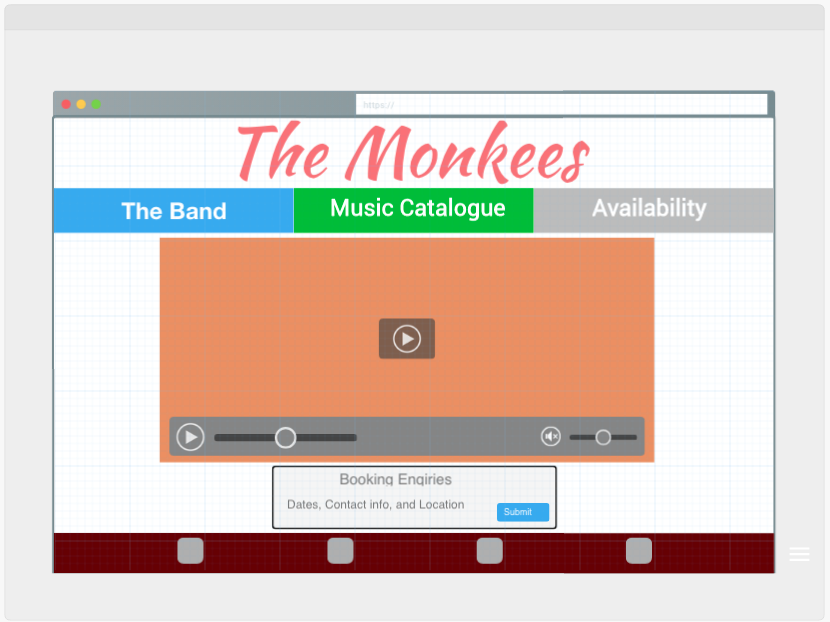 https://
The Monkees
The Band
Music Catalogue
Availability
Booking Enqiries
Dates, Contact info, and Location
Submit